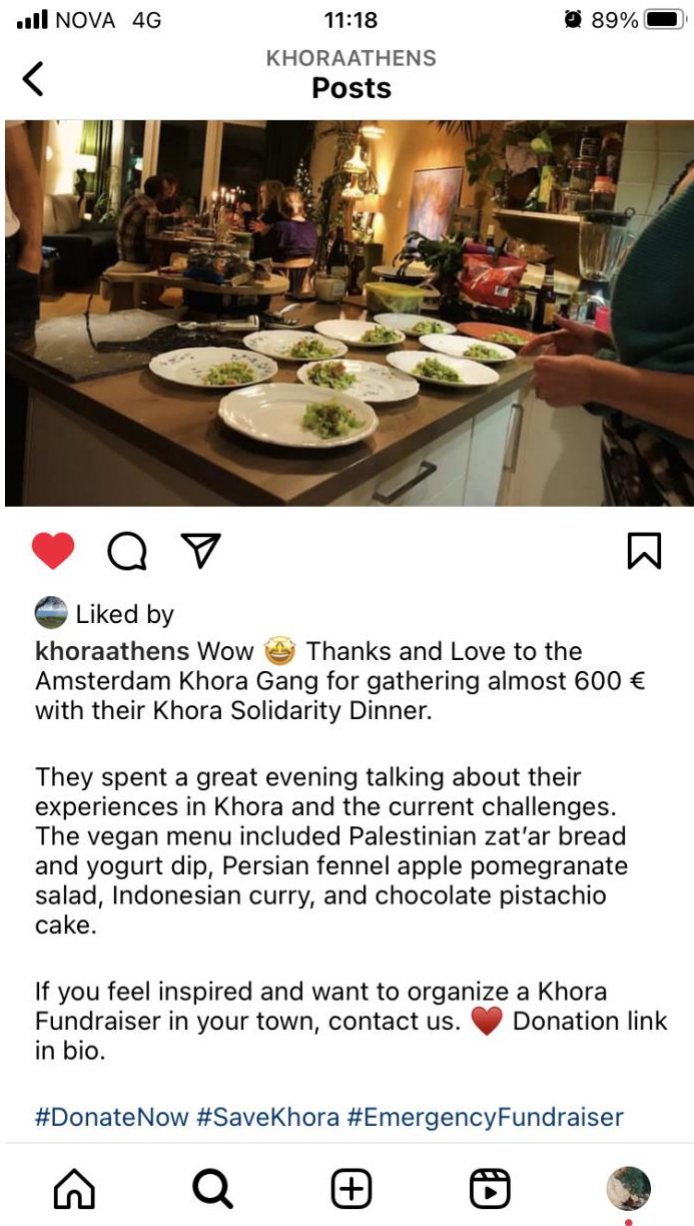 NOVA 4G
11:18
89%
KHORAATHENS
Posts
Liked by
khoraathens Wow 🤩 Thanks and Love to the
Amsterdam Khora Gang for gathering almost 600 €
with their Khora Solidarity Dinner.
They spent a great evening talking about their
experiences in Khora and the current challenges.
The vegan menu included Palestinian zat’ar bread
and yogurt dip, Persian fennel apple pomegranate
salad, Indonesian curry, and chocolate pistachio
cake.
If you feel inspired and want to organize a Khora
Fundraiser in your town, contact us. ♥️ Donation link
in bio.
#DonateNow #SaveKhora #EmergencyFundraiser